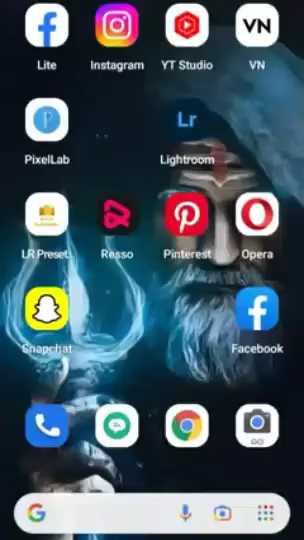 Lite Instagram YT Studio VN
PixelLab Lightroom
LR Preset.. Resso Pinterest Opera
Snapchat Facebook